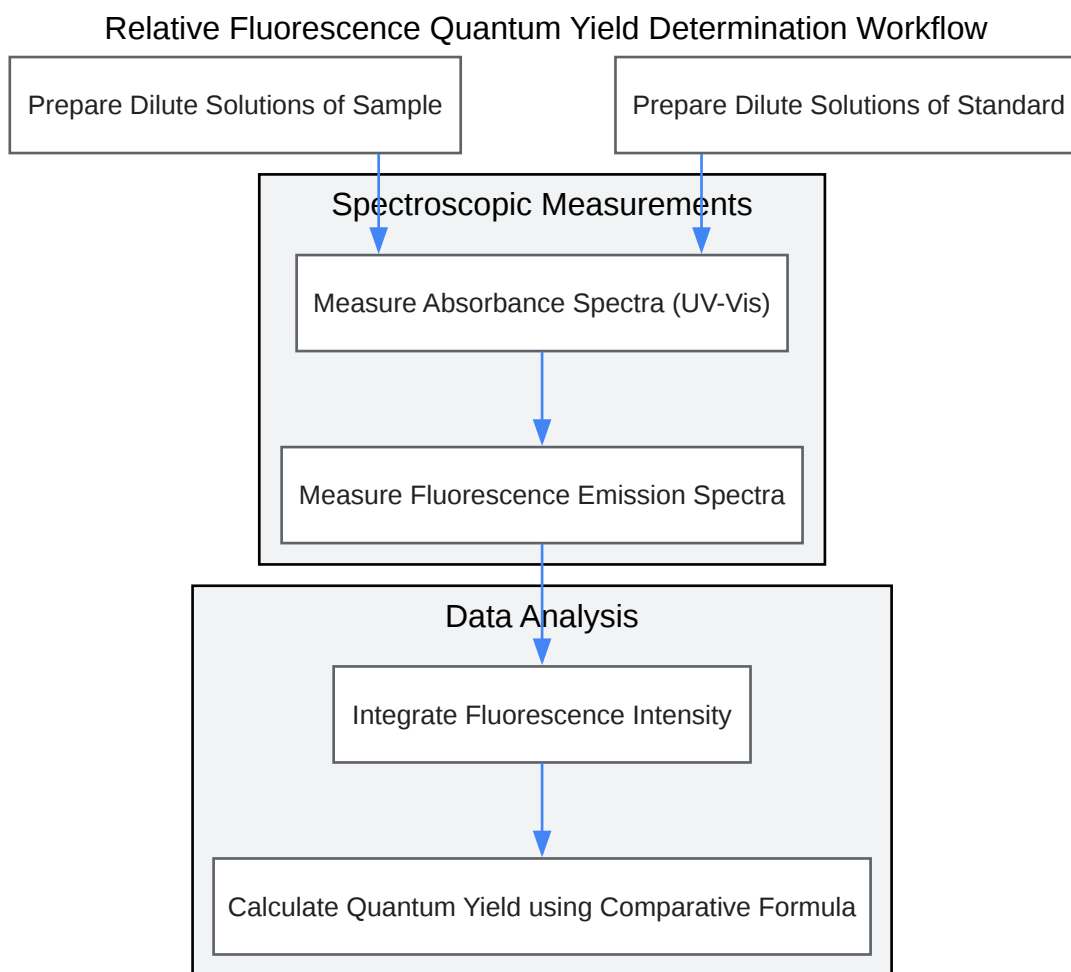 Relative Fluorescence Quantum Yield Determination Workflow
Prepare Dilute Solutions of Sample
Prepare Dilute Solutions of Standard
Spectroscopic Measurements
Measure Absorbance Spectra (UV-Vis)
Measure Fluorescence Emission Spectra
Data Analysis
Integrate Fluorescence Intensity
Calculate Quantum Yield using Comparative Formula